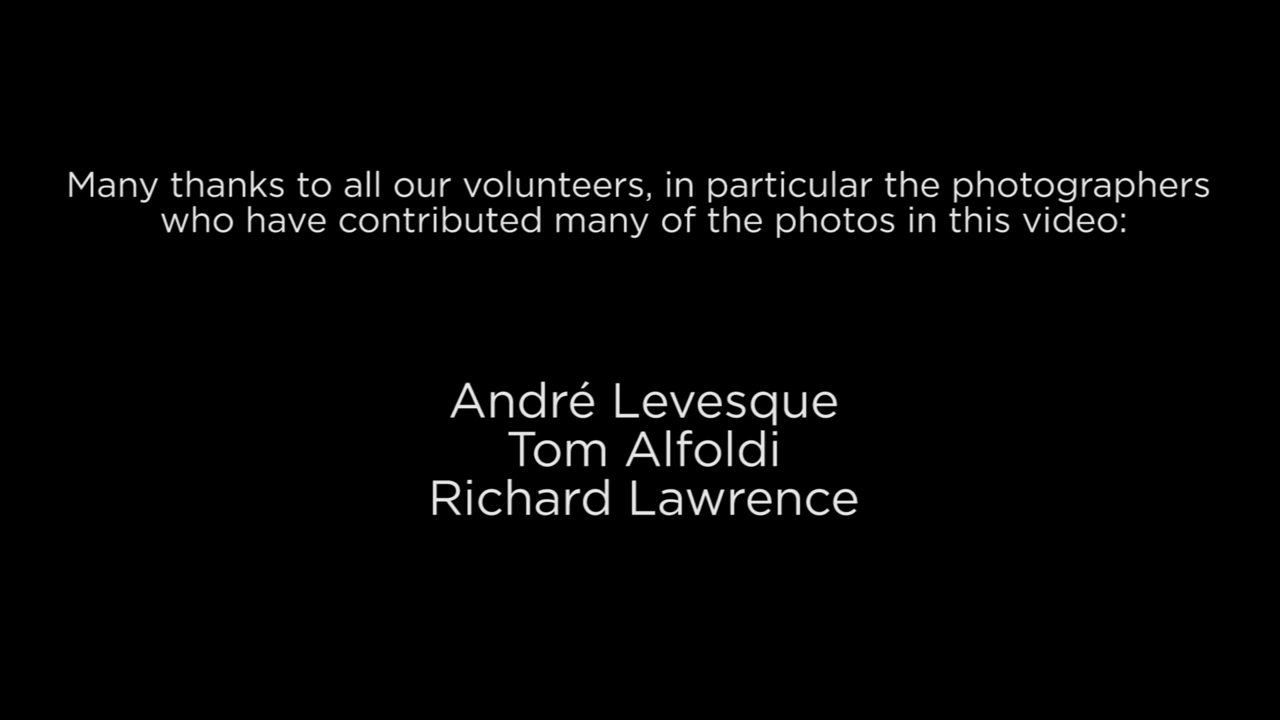 Many thanks to all our volunteers, in particular the photographers
who have contributed many of the photos in this video:
André Levesque
Tom Alfoldi
Richard Lawrence